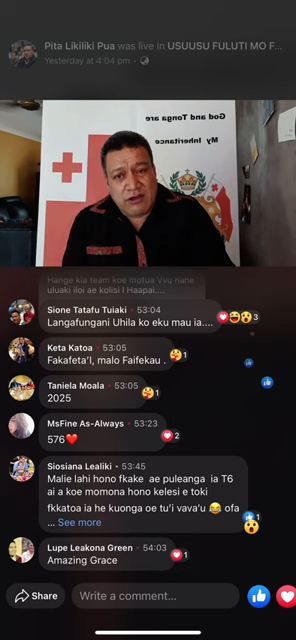 Pita Likiliki Pua was live in USUUSU FULUTI MO F...
Yesterday at 4:04 pm •
God and Tonga are
My Inheritance
Hange kia team koe motua Vvu nane
uluaki iloi ae kolisi I Haapai....
Sione Tatafu Tuiaki • 53:04
Langafungani Uhila ko eku mau ia....
3
Keta Katoa • 53:05
Fakafeta'I, malo Faifekau .
1
Taniela Moala • 53:05
2025
1
MsFine As-Always • 53:23
576❤️
2
Siosiana Lealiki • 53:45
Malie lahi hono fkake ae puleanga ia T6
ai a koe momona hono kelesi e toki
fkkatoa ia he kuonga oe tu'i vava'u 😂 ofa
... See more
1
Lupe Leakona Green • 54:03
Amazing Grace
1
Share
Write a comment...